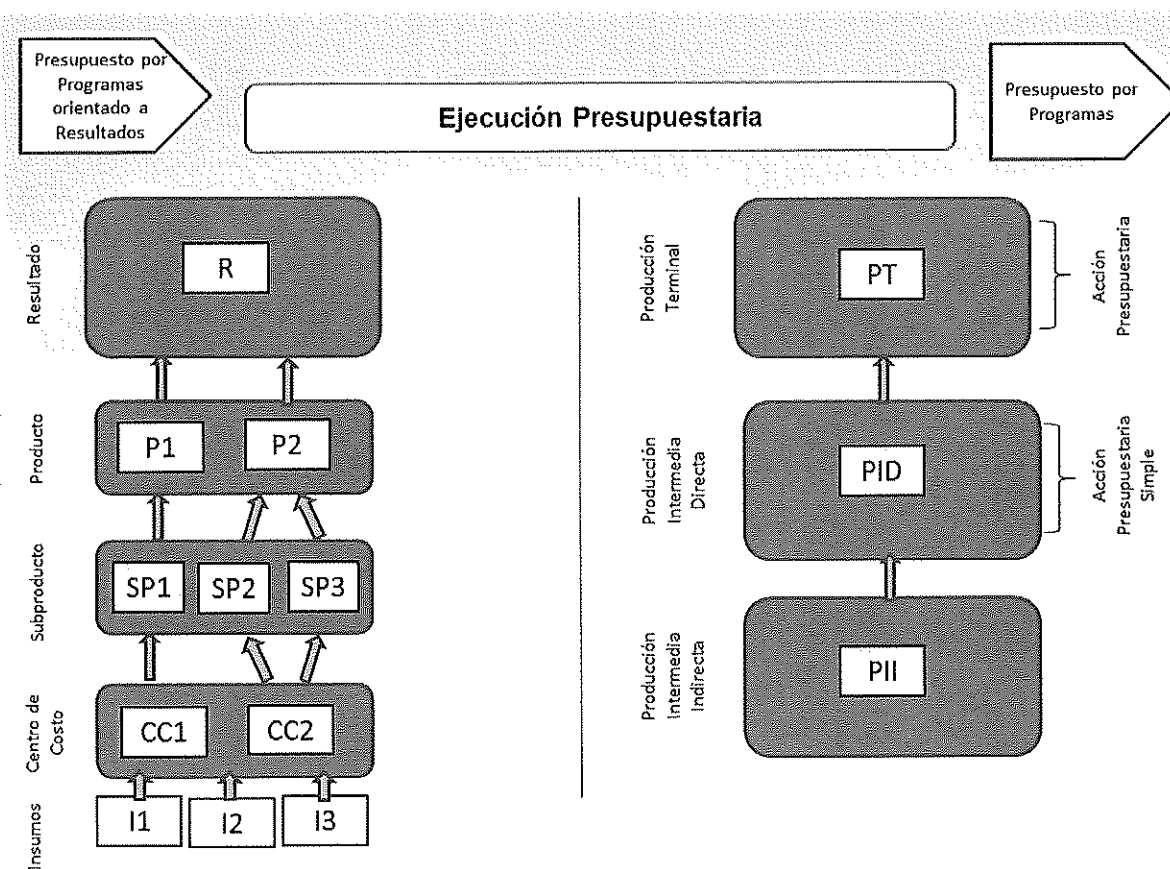 Presupuesto por
Programas
orientado a
Resultados
Ejecución Presupuestaria
Presupuesto por
Programas
Resultado
R
Producto
P1
P2
Subproducto
SP1
SP2
SP3
Centro de
Costo
CC1
CC2
Insumos
I1
I2
I3
Producción
Terminal
PT
Acción
Presupuestaria
Producción
Intermedia
Directa
PID
Acción
Presupuestaria
Simple
Producción
Intermedia
Indirecta
PII